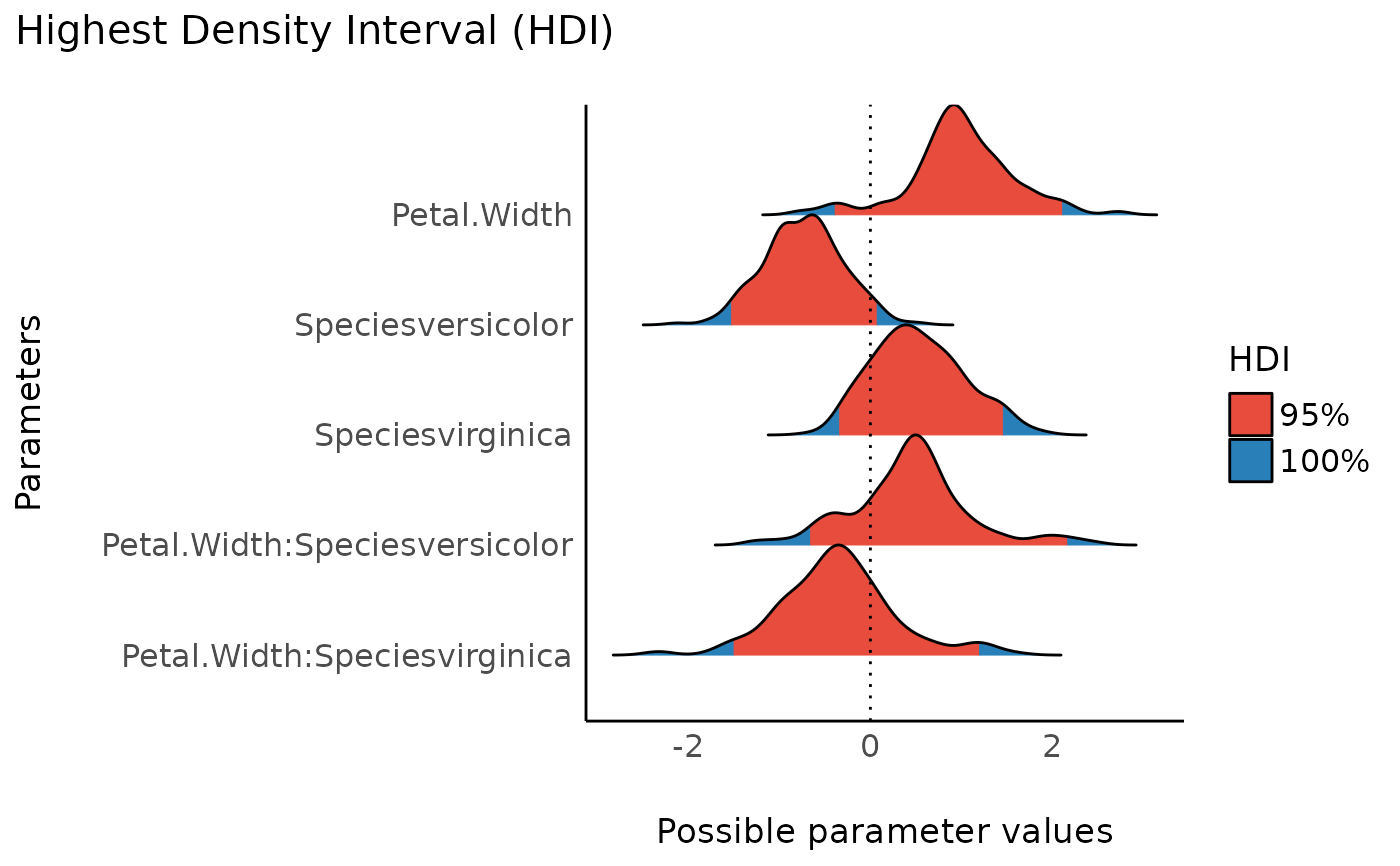 Highest Density Interval (HDI)
Parameters
Petal.Width
Speciesversicolor
Speciesvirginica
Petal.Width:Speciesversicolor
Petal.Width:Speciesvirginica
-2 0 2
Possible parameter values
HDI
95%
100%